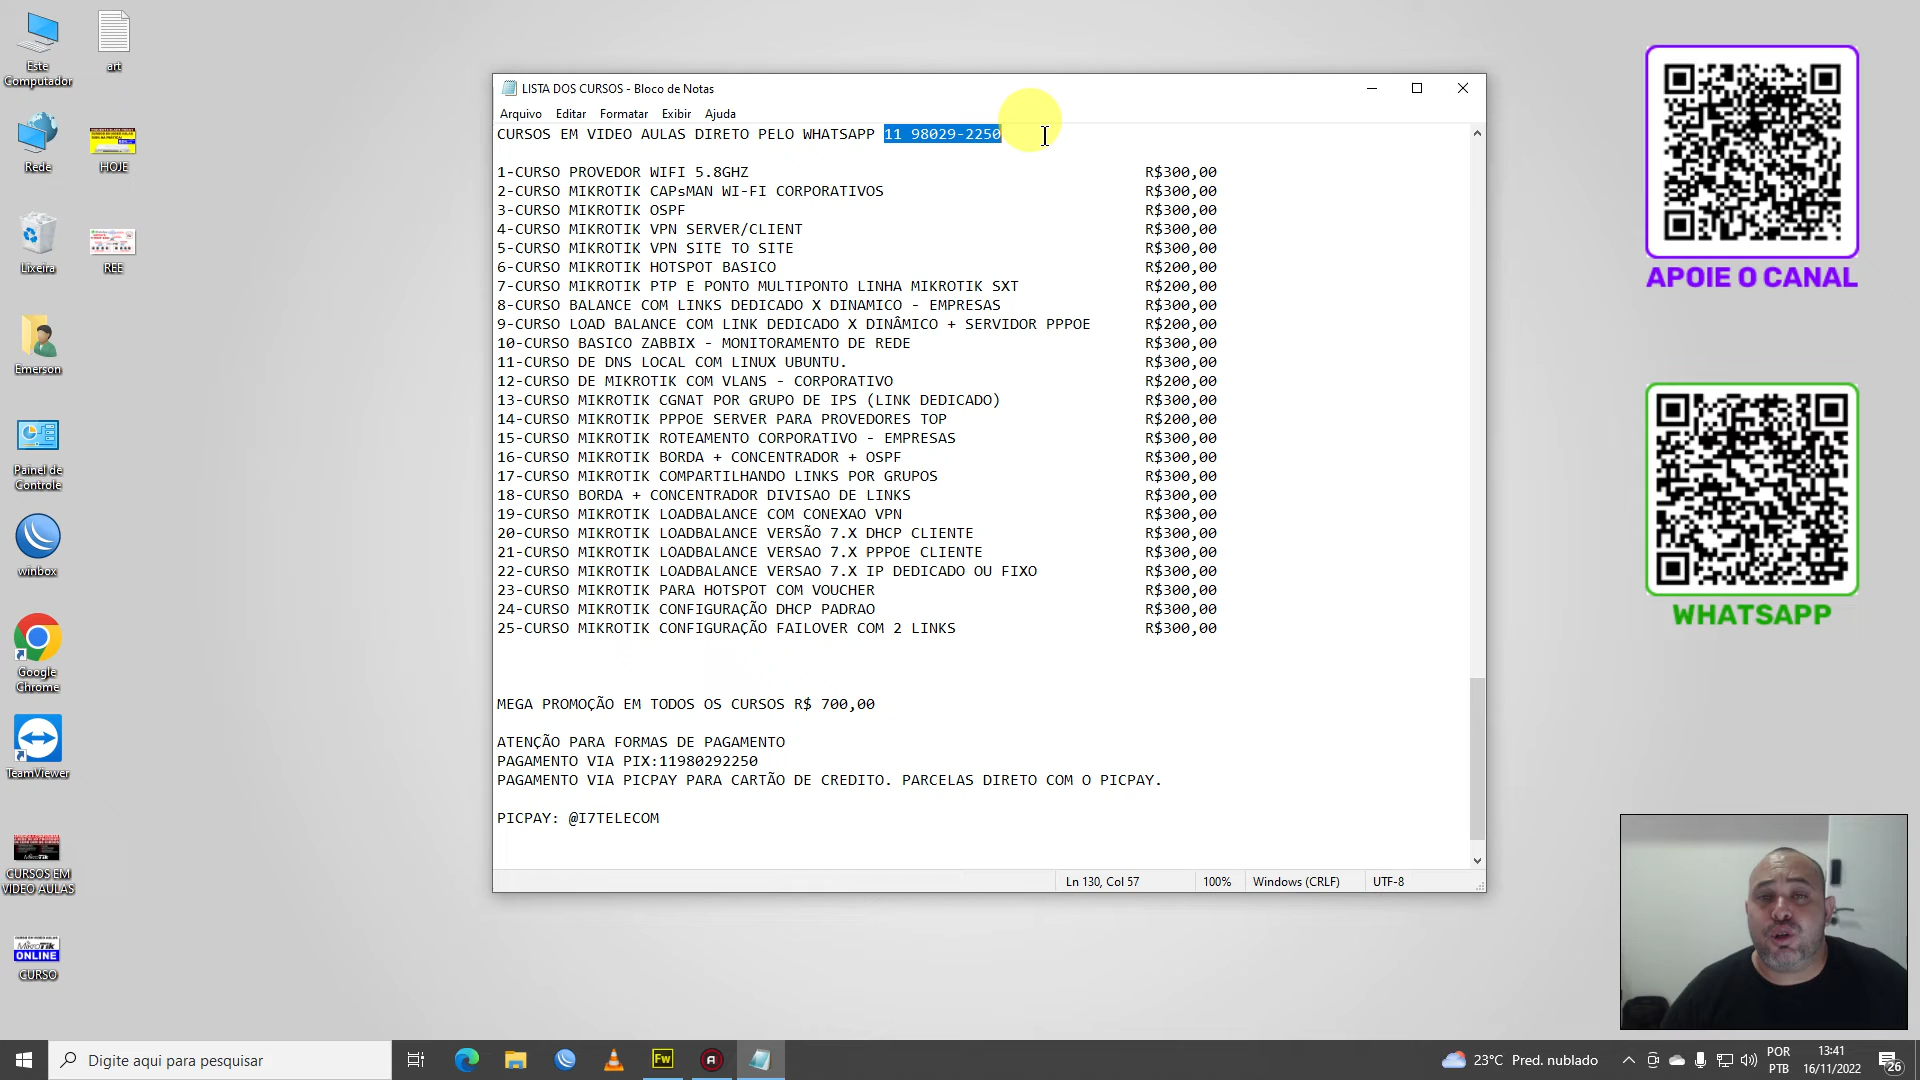 Este
Computador
art
Rede
HOJE
Lixeira
REE
Emerson
Painel de
Controle
winbox
Google
Chrome
TeamViewer
CURSOS EM
VIDEO AULAS
MikroTik
ONLINE
CURSO
LISTA DOS CURSOS - Bloco de Notas
Arquivo Editar Formatar Exibir Ajuda
CURSOS EM VIDEO AULAS DIRETO PELO WHATSAPP 11 98029-2250
1-CURSO PROVEDOR WIFI 5.8GHZ R$300,00
2-CURSO MIKROTIK CAPsMAN WI-FI CORPORATIVOS R$300,00
3-CURSO MIKROTIK OSPF R$300,00
4-CURSO MIKROTIK VPN SERVER/CLIENT R$300,00
5-CURSO MIKROTIK VPN SITE TO SITE R$300,00
6-CURSO MIKROTIK HOTSPOT BASICO R$200,00
7-CURSO MIKROTIK PTP E PONTO MULTIPONTO LINHA MIKROTIK SXT R$200,00
8-CURSO BALANCE COM LINKS DEDICADO X DINAMICO - EMPRESAS R$300,00
9-CURSO LOAD BALANCE COM LINK DEDICADO X DINÂMICO + SERVIDOR PPPOE R$200,00
10-CURSO BASICO ZABBIX - MONITORAMENTO DE REDE R$300,00
11-CURSO DE DNS LOCAL COM LINUX UBUNTU. R$300,00
12-CURSO DE MIKROTIK COM VLANS - CORPORATIVO R$200,00
13-CURSO MIKROTIK CGNAT POR GRUPO DE IPS (LINK DEDICADO) R$300,00
14-CURSO MIKROTIK PPPOE SERVER PARA PROVEDORES TOP R$200,00
15-CURSO MIKROTIK ROTEAMENTO CORPORATIVO - EMPRESAS R$300,00
16-CURSO MIKROTIK BORDA + CONCENTRADOR + OSPF R$300,00
17-CURSO MIKROTIK COMPARTILHANDO LINKS POR GRUPOS R$300,00
18-CURSO BORDA + CONCENTRADOR DIVISAO DE LINKS R$300,00
19-CURSO MIKROTIK LOADBALANCE COM CONEXAO VPN R$300,00
20-CURSO MIKROTIK LOADBALANCE VERSÃO 7.X DHCP CLIENTE R$300,00
21-CURSO MIKROTIK LOADBALANCE VERSAO 7.X PPPOE CLIENTE R$300,00
22-CURSO MIKROTIK LOADBALANCE VERSAO 7.X IP DEDICADO OU FIXO R$300,00
23-CURSO MIKROTIK PARA HOTSPOT COM VOUCHER R$300,00
24-CURSO MIKROTIK CONFIGURAÇÃO DHCP PADRAO R$300,00
25-CURSO MIKROTIK CONFIGURAÇÃO FAILOVER COM 2 LINKS R$300,00
MEGA PROMOÇÃO EM TODOS OS CURSOS R$ 700,00
ATENÇÃO PARA FORMAS DE PAGAMENTO
PAGAMENTO VIA PIX:11980292250
PAGAMENTO VIA PICPAY PARA CARTÃO DE CREDITO. PARCELAS DIRETO COM O PICPAY.
PICPAY: @I7TELECOM
Ln 130, Col 57 100% Windows (CRLF) UTF-8
APOIE O CANAL
WHATSAPP
Digite aqui para pesquisar
Fw
23°C Pred. nublado
POR
PTB
13:41
16/11/2022
26